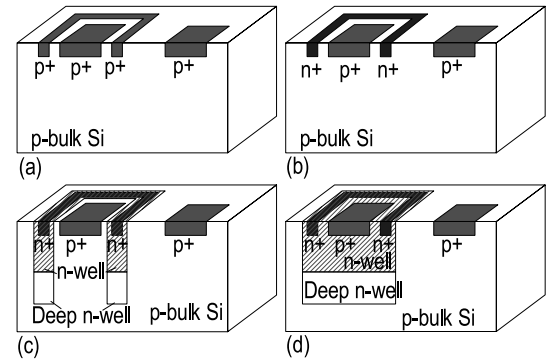 p+ p+ p+ p+
p-bulk Si
(a)
n+ p+ n+ p+
p-bulk Si
(b)
n+ p+ n+ p+
n-well
Deep n-well
p-bulk Si
(c)
n+ p+ n+ p+
n-well
Deep n-well
p-bulk Si
(d)